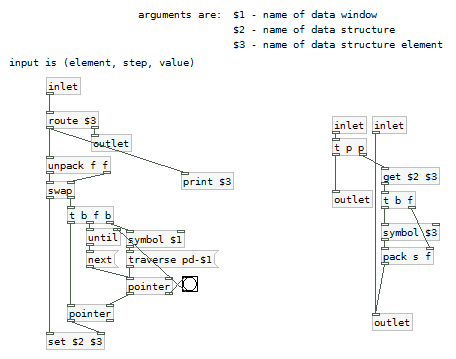 arguments are: $1 - name of data window
$2 - name of data structure
$3 - name of data structure element
input is (element, step, value)
inlet
route $3
outlet
unpack f f
print $3
swap
t b f b
until
symbol $1
next
traverse pd-$1
pointer
pointer
set $2 $3
inlet
inlet
t p p
get $2 $3
outlet
t b f
symbol $3
pack s f
outlet